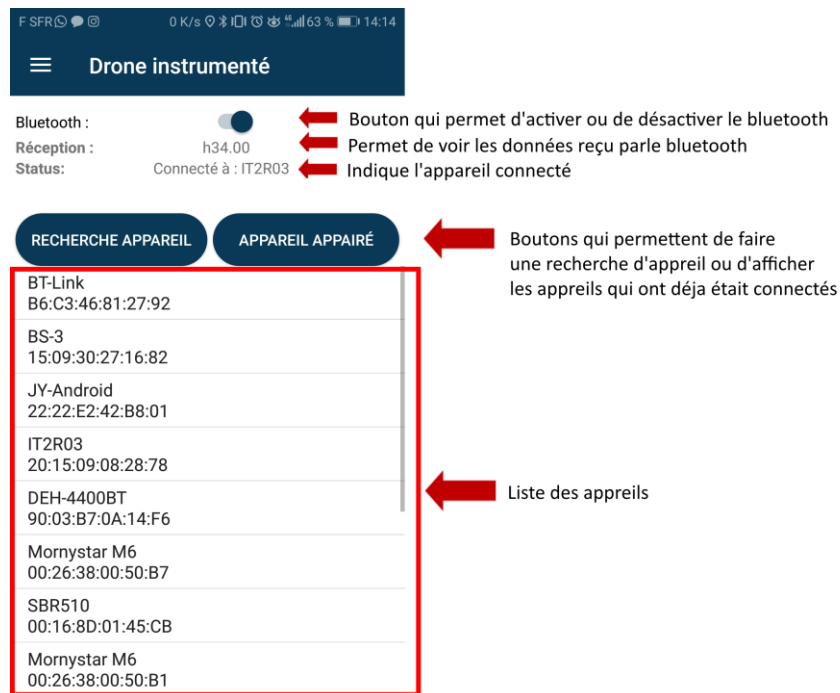 F SFR 0 K/s 46 63 % 14:14
Drone instrumenté
Bluetooth :
Bouton qui permet d'activer ou de désactiver le bluetooth
Réception : h34.00
Permet de voir les données reçu parle bluetooth
Status: Connecté à : IT2R03
Indique l'appareil connecté
RECHERCHE APPAREIL
APPAREIL APPAIRÉ
Boutons qui permettent de faire
une recherche d'appreil ou d'afficher
les appreils qui ont déja était connectés
BT-Link
B6:C3:46:81:27:92
BS-3
15:09:30:27:16:82
JY-Android
22:22:E2:42:B8:01
IT2R03
20:15:09:08:28:78
DEH-4400BT
90:03:B7:0A:14:F6
Mornystar M6
00:26:38:00:50:B7
SBR510
00:16:8D:01:45:CB
Mornystar M6
00:26:38:00:50:B1
Liste des appreils